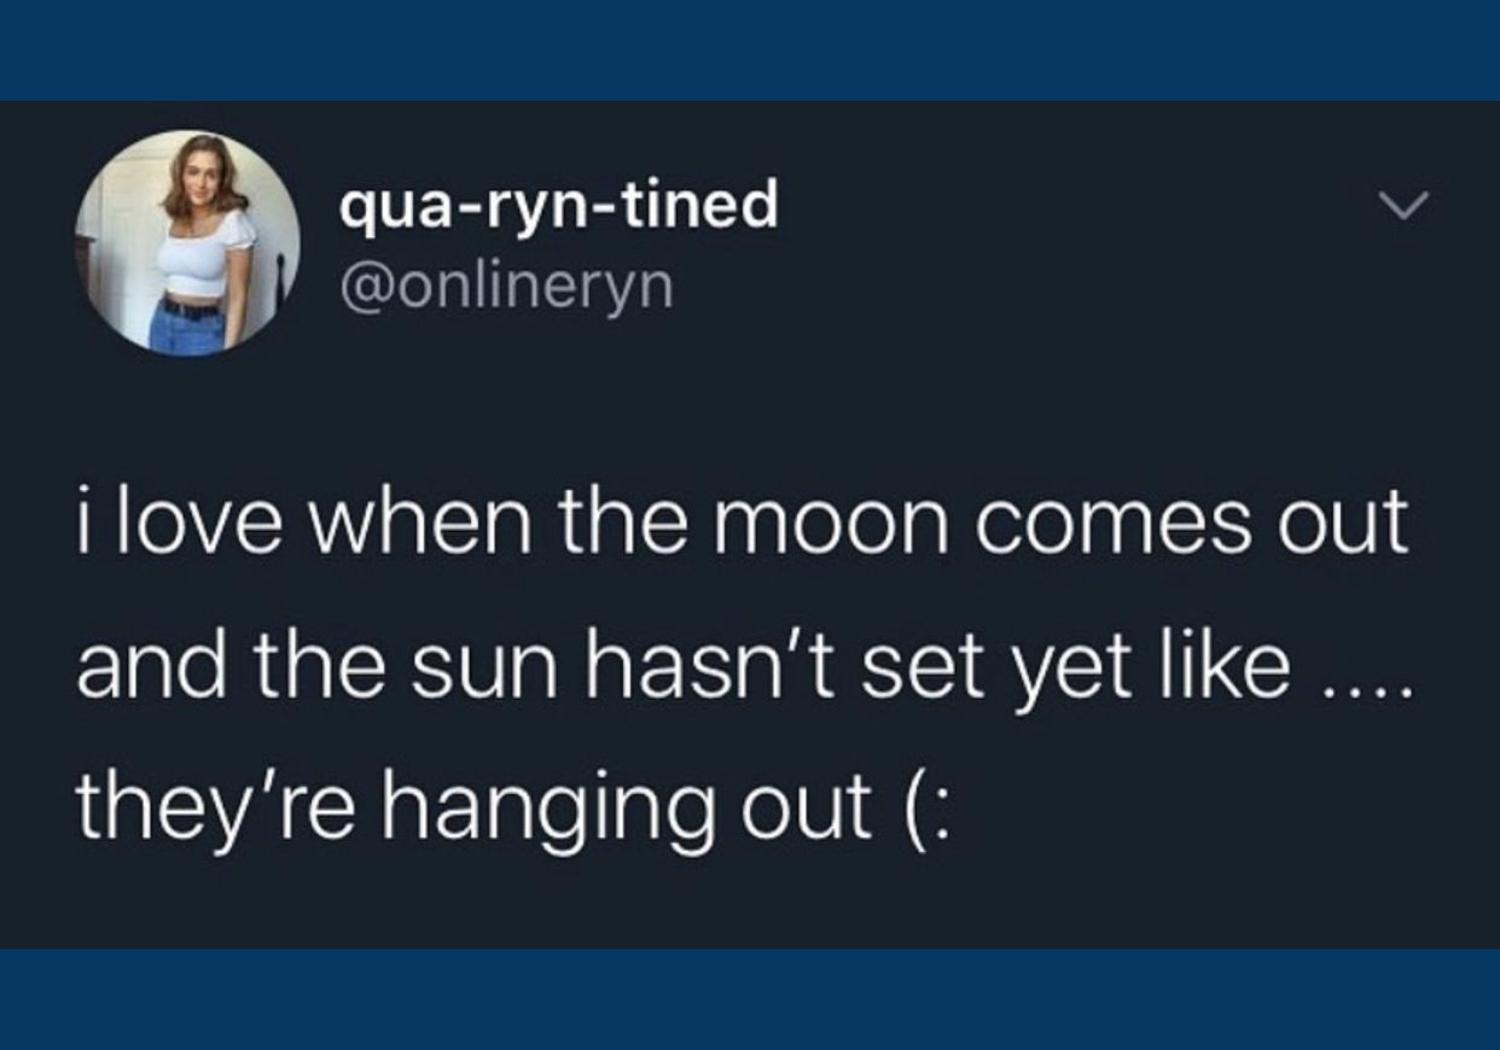 qua-ryn-tined
@onlineryn
i love when the moon comes out
and the sun hasn’t set yet like ....
they’re hanging out (: